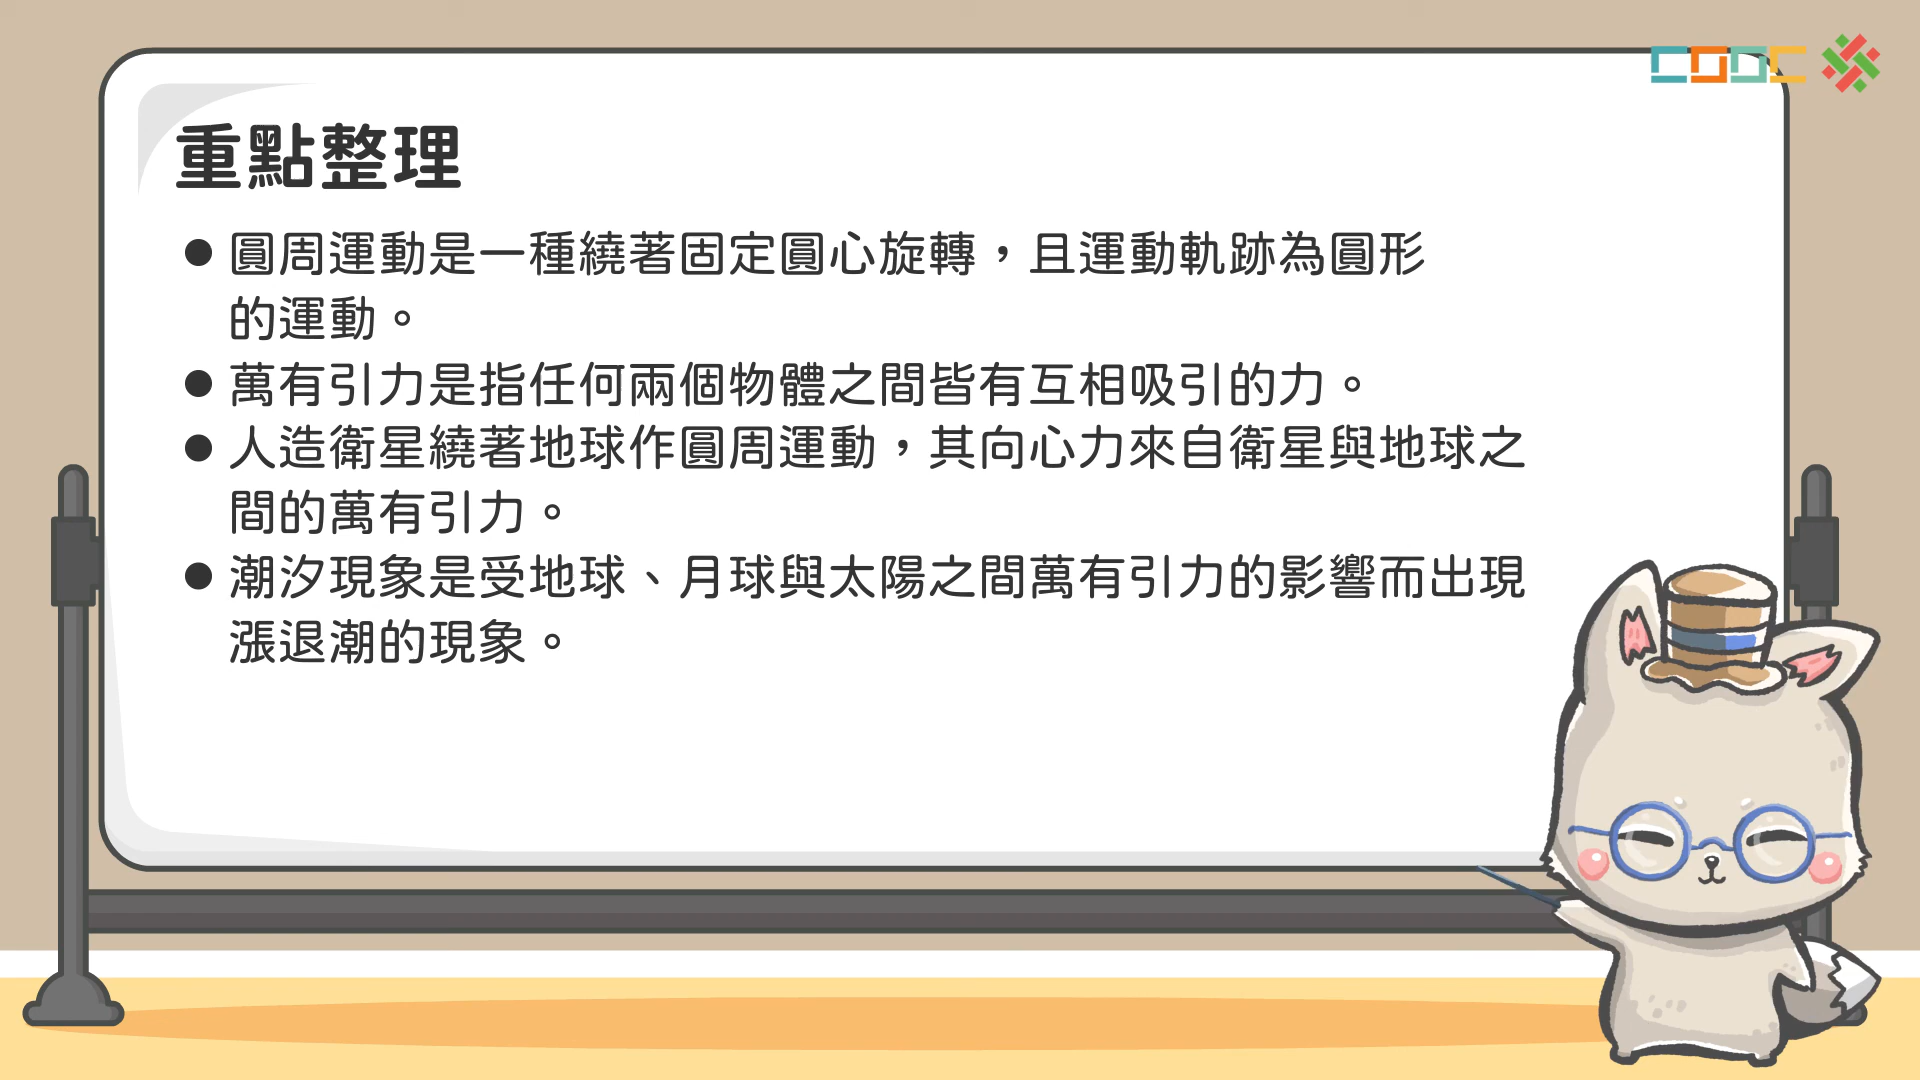 COOC
重點整理
● 圓周運動是一種繞著固定圓心旋轉，且運動軌跡為圓形
的運動。
● 萬有引力是指任何兩個物體之間皆有互相吸引的力。
● 人造衛星繞著地球作圓周運動，其向心力來自衛星與地球之
間的萬有引力。
● 潮汐現象是受地球、月球與太陽之間萬有引力的影響而出現
漲退潮的現象。